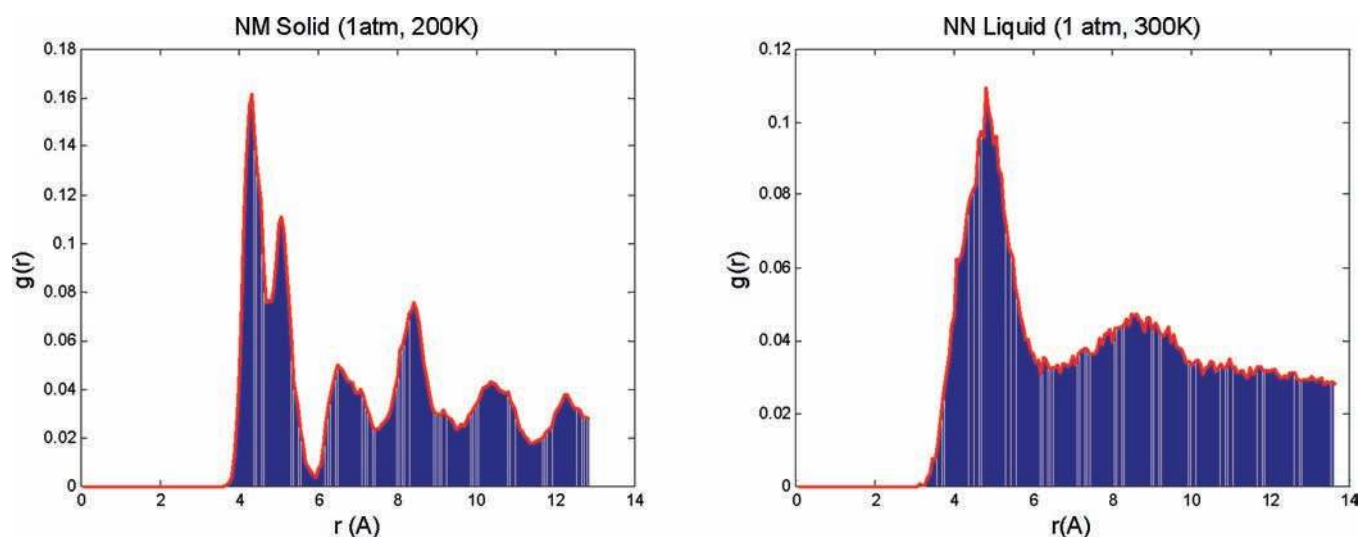 NM Solid (1atm, 200K)
0.18
0.16
0.14
0.12
0.1
0.08
0.06
0.04
0.02
0
g(r)
0 2 4 6 8 10 12 14
r (A)
NN Liquid (1 atm, 300K)
0.12
0.1
0.08
0.06
0.04
0.02
0
g(r)
0 2 4 6 8 10 12 14
r(A)